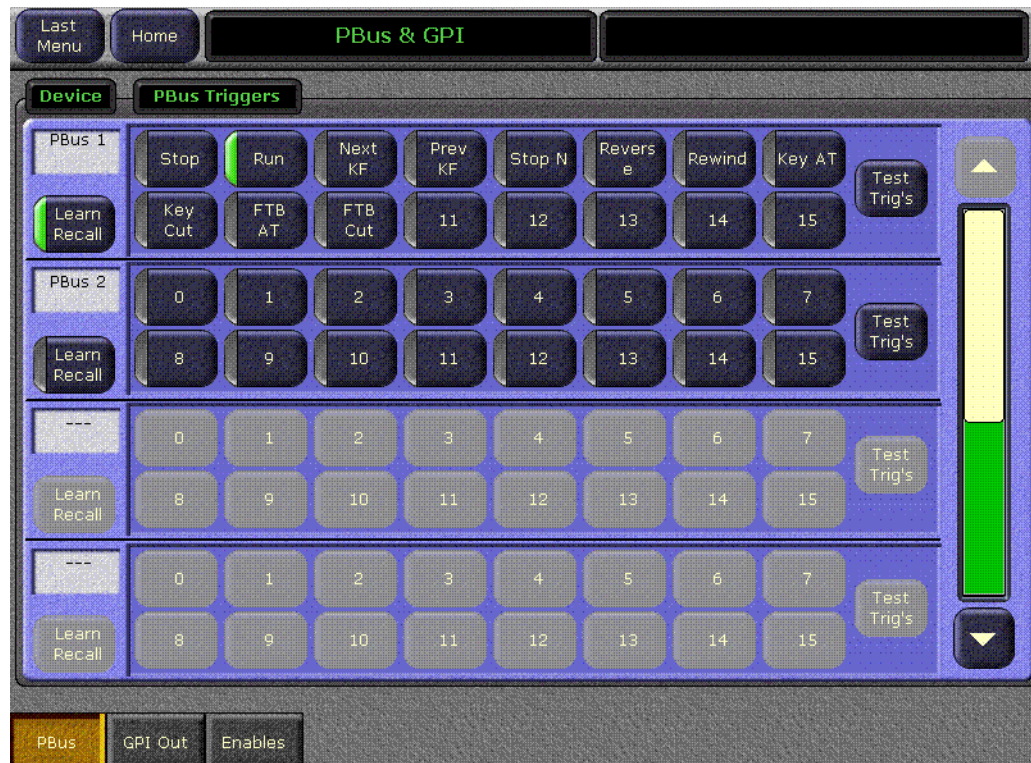 Last
Menu
Home
PBus & GPI
Device
PBus Triggers
PBus 1
Stop
Run
Next
KF
Prev
KF
Stop N
Revers
e
Rewind
Key AT
Test
Trig's
Learn
Recall
Key
Cut
FTB
AT
FTB
Cut
11
12
13
14
15
PBus 2
0
1
2
3
4
5
6
7
Test
Trig's
Learn
Recall
8
9
10
11
12
13
14
15
---
0
1
2
3
4
5
6
7
Test
Trig's
Learn
Recall
8
9
10
11
12
13
14
15
---
0
1
2
3
4
5
6
7
Test
Trig's
Learn
Recall
8
9
10
11
12
13
14
15
PBus
GPI Out
Enables